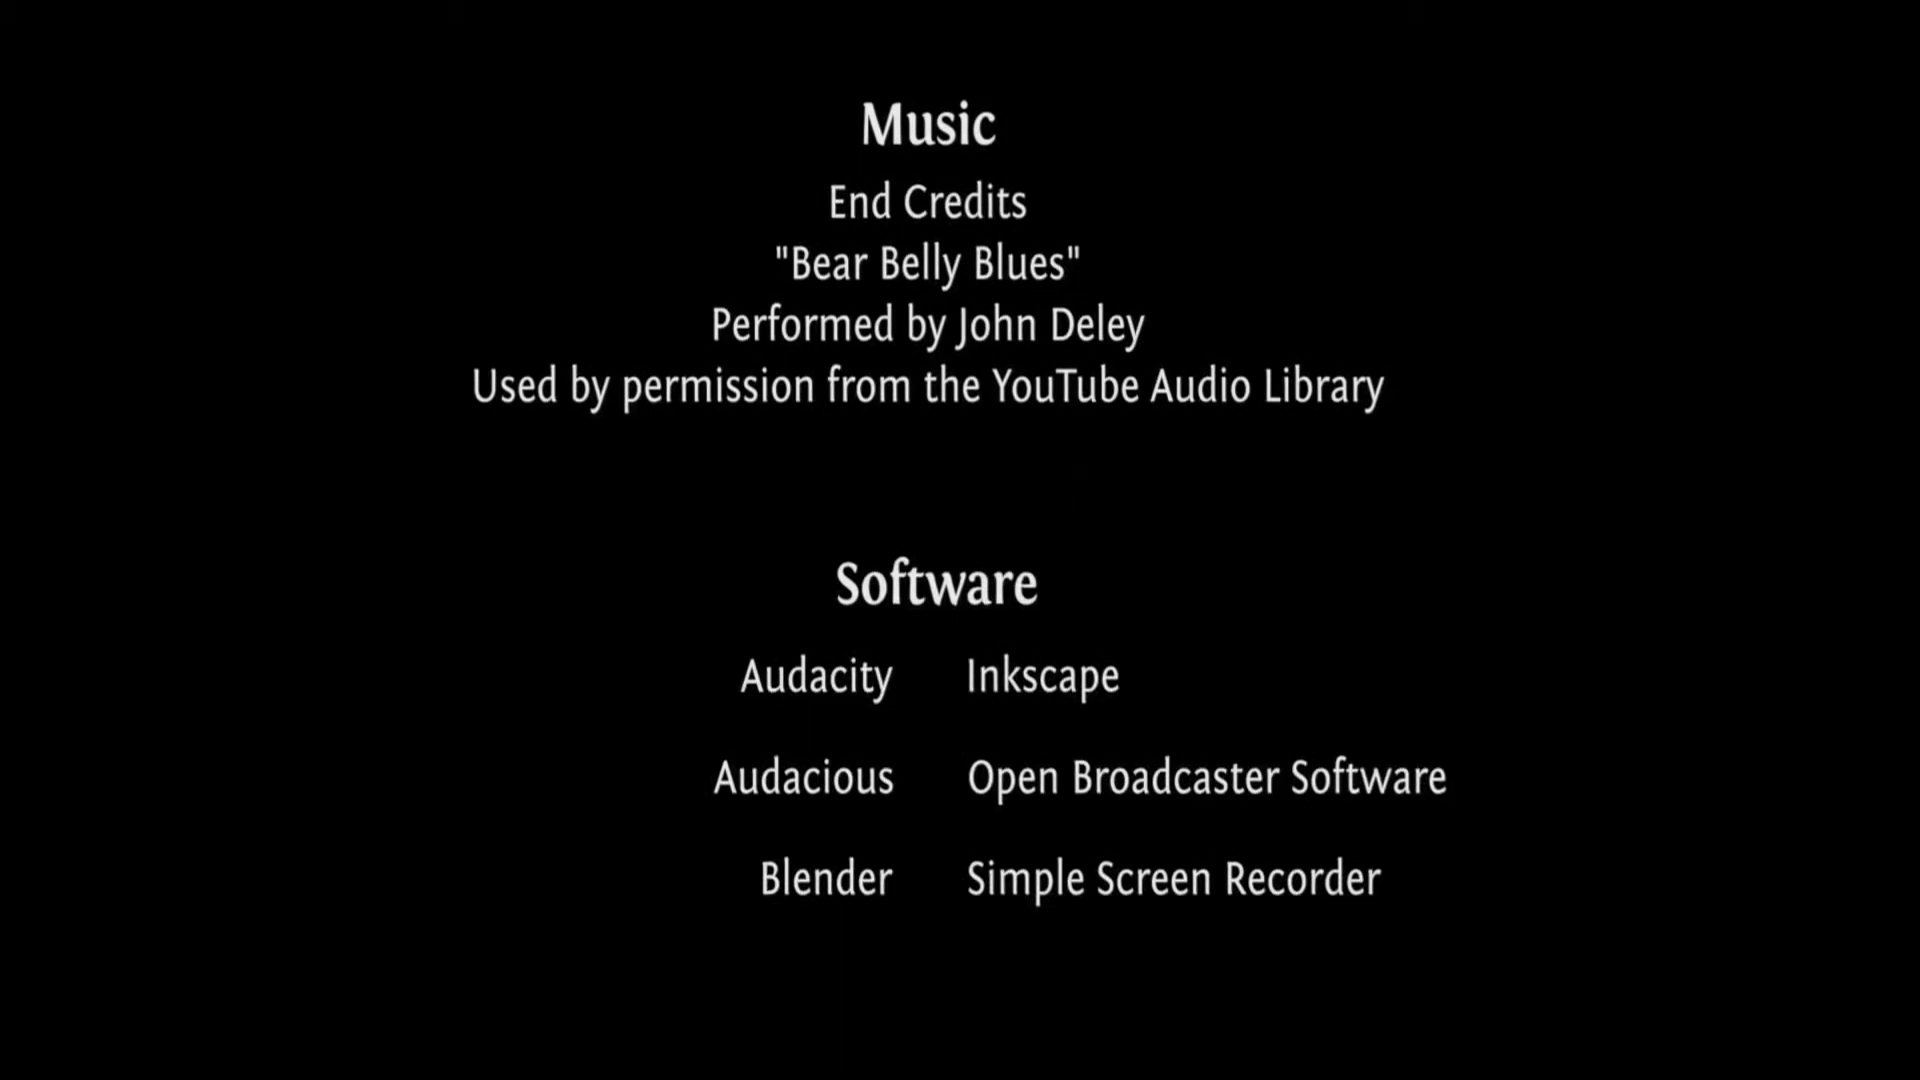 Music
End Credits
"Bear Belly Blues"
Performed by John Deley
Used by permission from the YouTube Audio Library
Software
Audacity Inkscape
Audacious Open Broadcaster Software
Blender Simple Screen Recorder